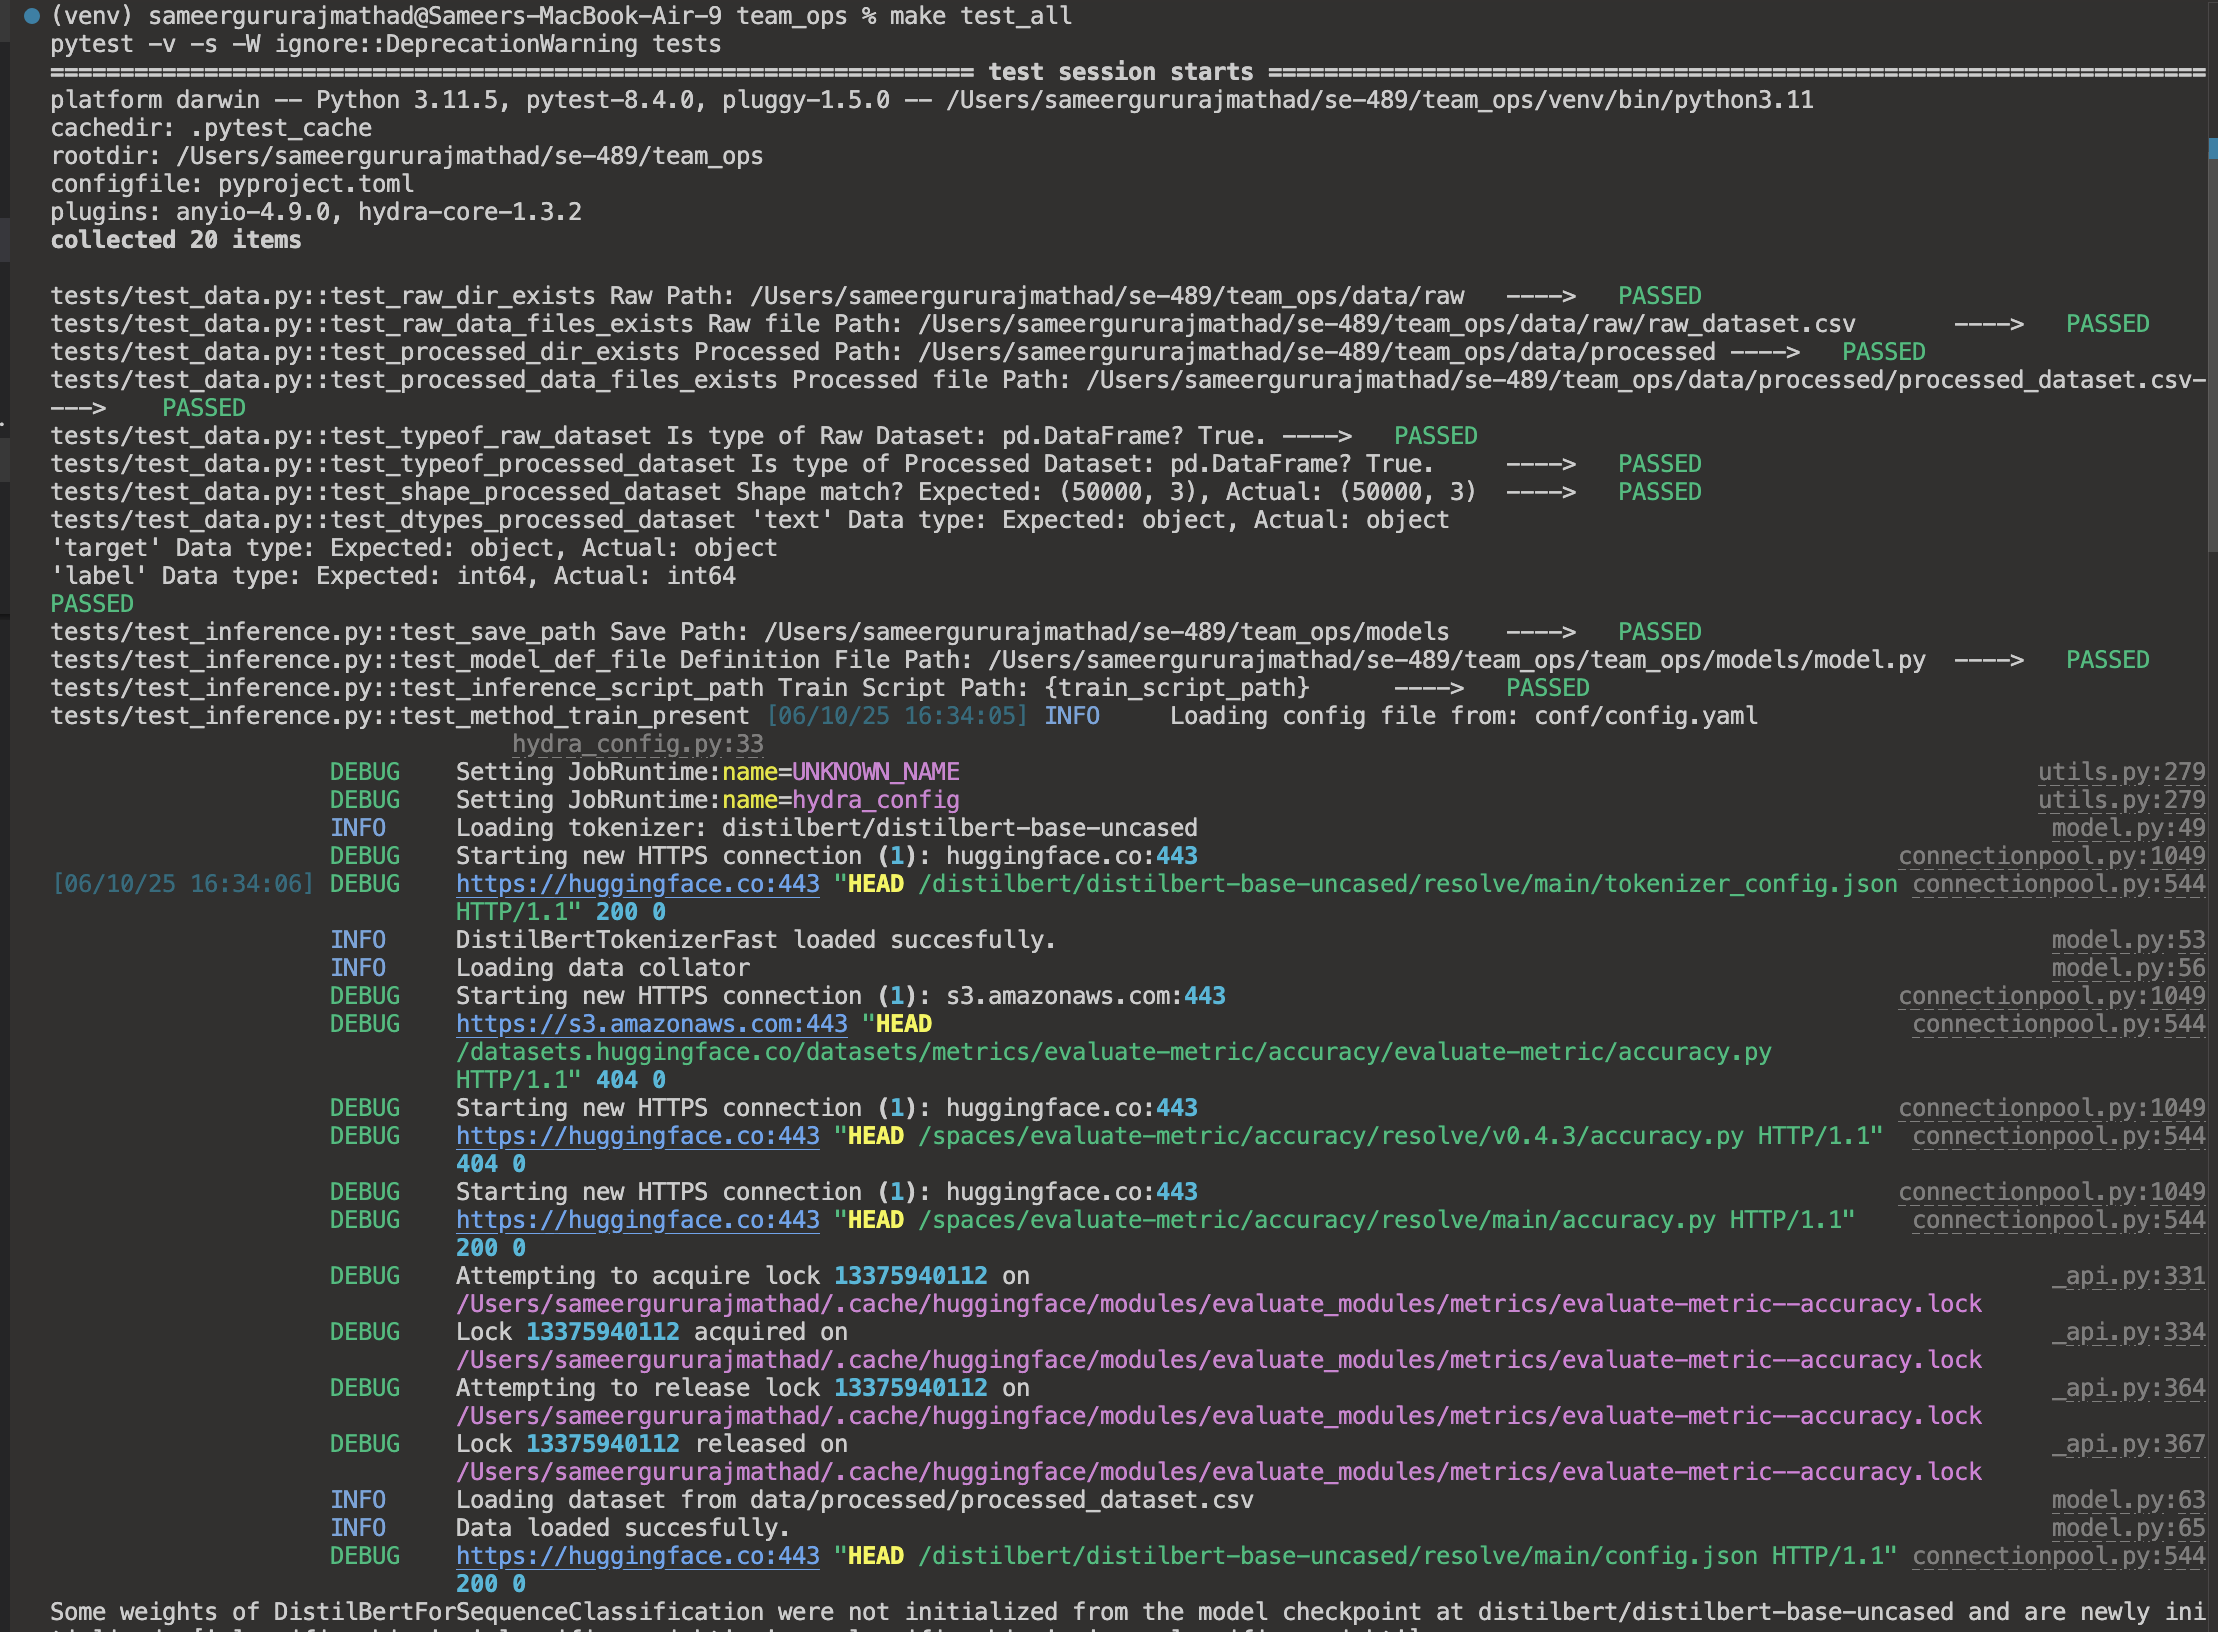 (venv) sameergururajmathad@Sameers-MacBook-Air-9 team_ops % make test_all
pytest -v -s -W ignore::DeprecationWarning tests
================================================================== test session starts ===================================================================
platform darwin -- Python 3.11.5, pytest-8.4.0, pluggy-1.5.0 -- /Users/sameergururajmathad/se-489/team_ops/venv/bin/python3.11
cachedir: .pytest_cache
rootdir: /Users/sameergururajmathad/se-489/team_ops
configfile: pyproject.toml
plugins: anyio-4.9.0, hydra-core-1.3.2
collected 20 items
tests/test_data.py::test_raw_dir_exists Raw Path: /Users/sameergururajmathad/se-489/team_ops/data/raw   ---->   PASSED
tests/test_data.py::test_raw_data_files_exists Raw file Path: /Users/sameergururajmathad/se-489/team_ops/data/raw/raw_dataset.csv       ---->   PASSED
tests/test_data.py::test_processed_dir_exists Processed Path: /Users/sameergururajmathad/se-489/team_ops/data/processed ---->   PASSED
tests/test_data.py::test_processed_data_files_exists Processed file Path: /Users/sameergururajmathad/se-489/team_ops/data/processed/processed_dataset.csv-
--->    PASSED
tests/test_data.py::test_typeof_raw_dataset Is type of Raw Dataset: pd.DataFrame? True. ---->   PASSED
tests/test_data.py::test_typeof_processed_dataset Is type of Processed Dataset: pd.DataFrame? True.     ---->   PASSED
tests/test_data.py::test_shape_processed_dataset Shape match? Expected: (50000, 3), Actual: (50000, 3)  ---->   PASSED
tests/test_data.py::test_dtypes_processed_dataset 'text' Data type: Expected: object, Actual: object
'target' Data type: Expected: object, Actual: object
'label' Data type: Expected: int64, Actual: int64
PASSED
tests/test_inference.py::test_save_path Save Path: /Users/sameergururajmathad/se-489/team_ops/models    ---->   PASSED
tests/test_inference.py::test_model_def_file Definition File Path: /Users/sameergururajmathad/se-489/team_ops/team_ops/models/model.py  ---->   PASSED
tests/test_inference.py::test_inference_script_path Train Script Path: {train_script_path}      ---->   PASSED
tests/test_inference.py::test_method_train_present [06/10/25 16:34:05] INFO     Loading config file from: conf/config.yaml
hydra_config.py:33
DEBUG    Setting JobRuntime:name=UNKNOWN_NAME    utils.py:279
DEBUG    Setting JobRuntime:name=hydra_config    utils.py:279
INFO     Loading tokenizer: distilbert/distilbert-base-uncased    model.py:49
DEBUG    Starting new HTTPS connection (1): huggingface.co:443    connectionpool.py:1049
[06/10/25 16:34:06] DEBUG    https://huggingface.co:443 "HEAD /distilbert/distilbert-base-uncased/resolve/main/tokenizer_config.json connectionpool.py:544
HTTP/1.1" 200 0
INFO     DistilBertTokenizerFast loaded succesfully.    model.py:53
INFO     Loading data collator    model.py:56
DEBUG    Starting new HTTPS connection (1): s3.amazonaws.com:443    connectionpool.py:1049
DEBUG    https://s3.amazonaws.com:443 "HEAD    connectionpool.py:544
/datasets.huggingface.co/datasets/metrics/evaluate-metric/accuracy/evaluate-metric/accuracy.py
HTTP/1.1" 404 0
DEBUG    Starting new HTTPS connection (1): huggingface.co:443    connectionpool.py:1049
DEBUG    https://huggingface.co:443 "HEAD /spaces/evaluate-metric/accuracy/resolve/v0.4.3/accuracy.py HTTP/1.1"  connectionpool.py:544
404 0
DEBUG    Starting new HTTPS connection (1): huggingface.co:443    connectionpool.py:1049
DEBUG    https://huggingface.co:443 "HEAD /spaces/evaluate-metric/accuracy/resolve/main/accuracy.py HTTP/1.1"    connectionpool.py:544
200 0
DEBUG    Attempting to acquire lock 13375940112 on    _api.py:331
/Users/sameergururajmathad/.cache/huggingface/modules/evaluate_modules/metrics/evaluate-metric--accuracy.lock
DEBUG    Lock 13375940112 acquired on    _api.py:334
/Users/sameergururajmathad/.cache/huggingface/modules/evaluate_modules/metrics/evaluate-metric--accuracy.lock
DEBUG    Attempting to release lock 13375940112 on    _api.py:364
/Users/sameergururajmathad/.cache/huggingface/modules/evaluate_modules/metrics/evaluate-metric--accuracy.lock
DEBUG    Lock 13375940112 released on    _api.py:367
/Users/sameergururajmathad/.cache/huggingface/modules/evaluate_modules/metrics/evaluate-metric--accuracy.lock
INFO     Loading dataset from data/processed/processed_dataset.csv    model.py:63
INFO     Data loaded succesfully.    model.py:65
DEBUG    https://huggingface.co:443 "HEAD /distilbert/distilbert-base-uncased/resolve/main/config.json HTTP/1.1" connectionpool.py:544
200 0
Some weights of DistilBertForSequenceClassification were not initialized from the model checkpoint at distilbert/distilbert-base-uncased and are newly ini